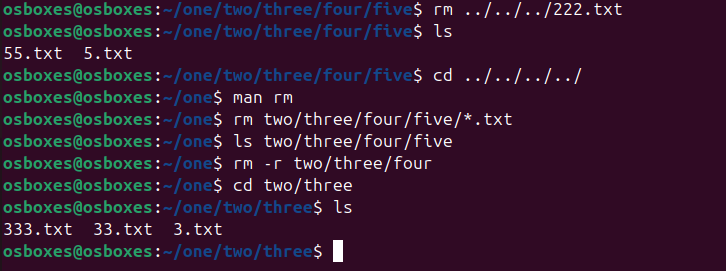 osboxes@osboxes:~/one/two/three/four/five$ rm ../../../222.txt
osboxes@osboxes:~/one/two/three/four/five$ ls
55.txt  5.txt
osboxes@osboxes:~/one/two/three/four/five$ cd ../../../../
osboxes@osboxes:~/one$ man rm
osboxes@osboxes:~/one$ rm two/three/four/five/*.txt
osboxes@osboxes:~/one$ ls two/three/four/five
osboxes@osboxes:~/one$ rm -r two/three/four
osboxes@osboxes:~/one$ cd two/three
osboxes@osboxes:~/one/two/three$ ls
333.txt  33.txt  3.txt
osboxes@osboxes:~/one/two/three$